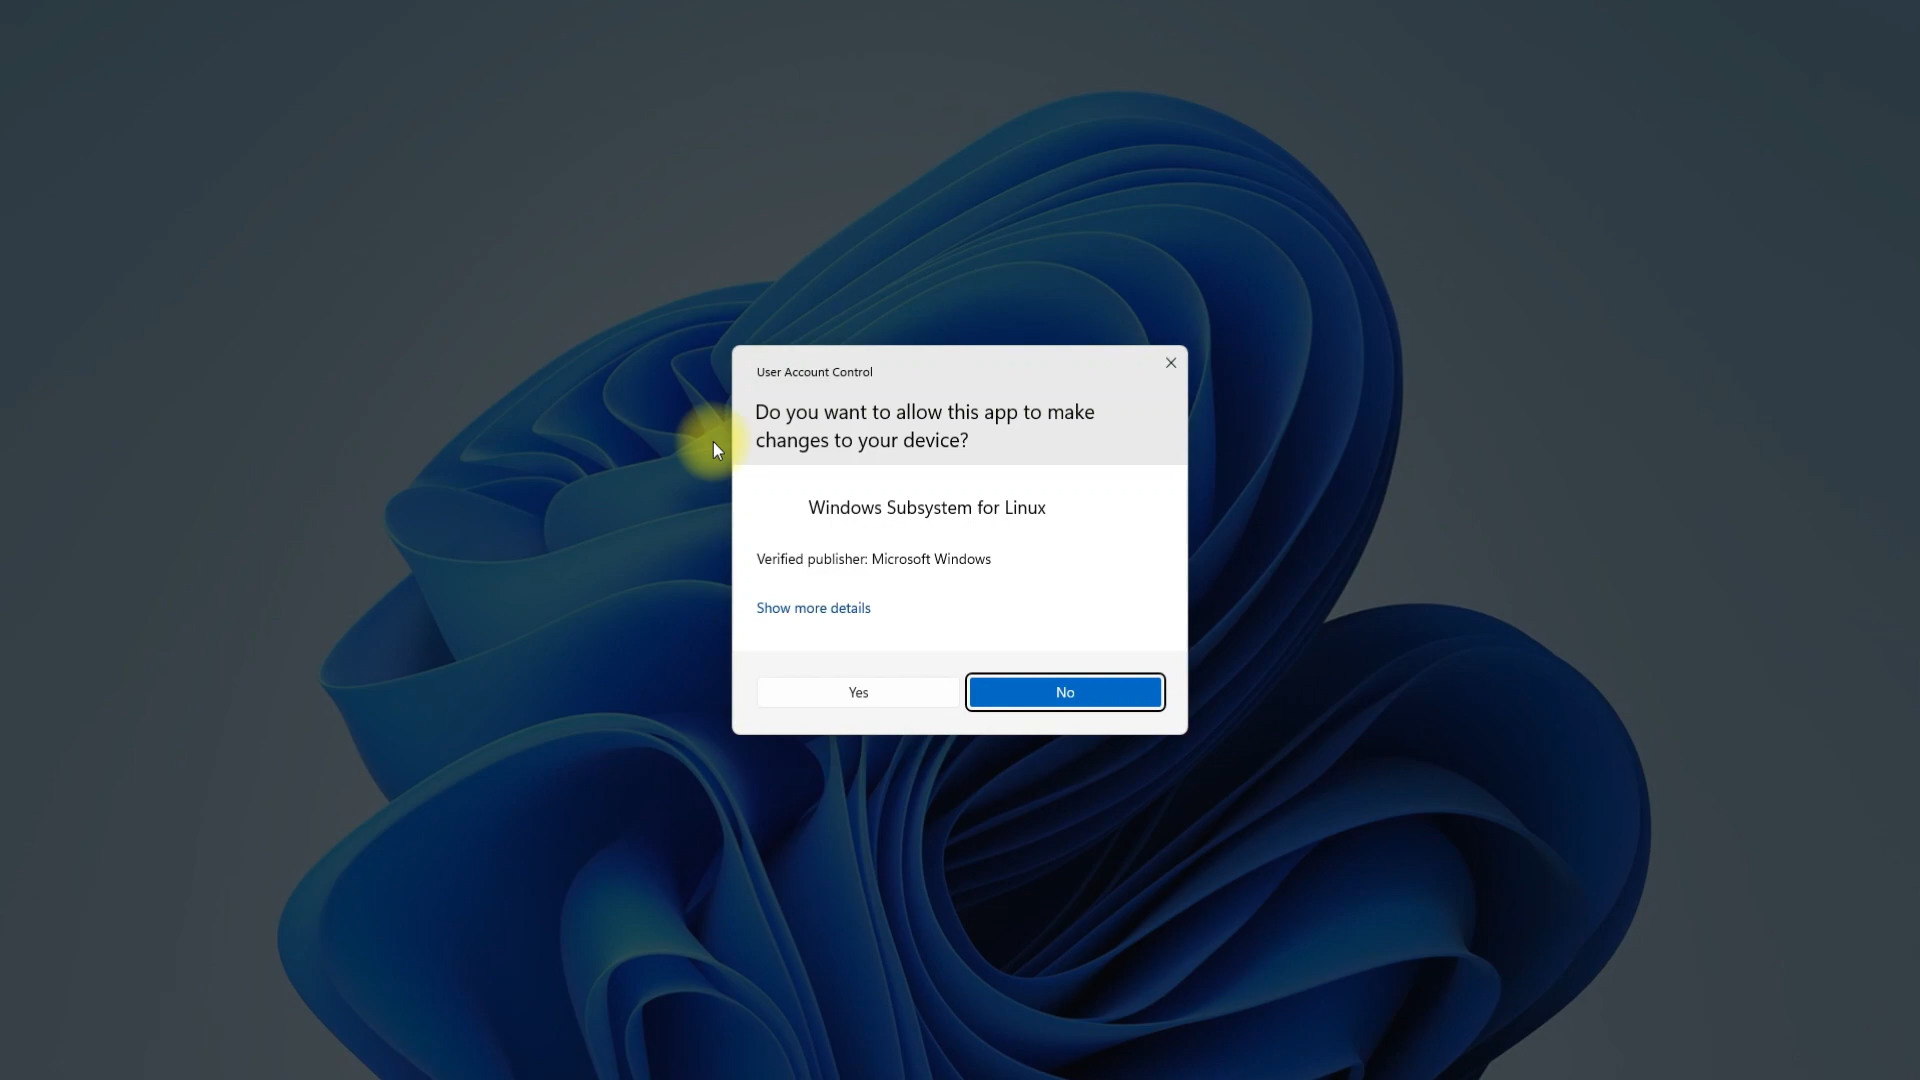 User Account Control
Do you want to allow this app to make
changes to your device?
Windows Subsystem for Linux
Verified publisher: Microsoft Windows
Show more details
Yes
No